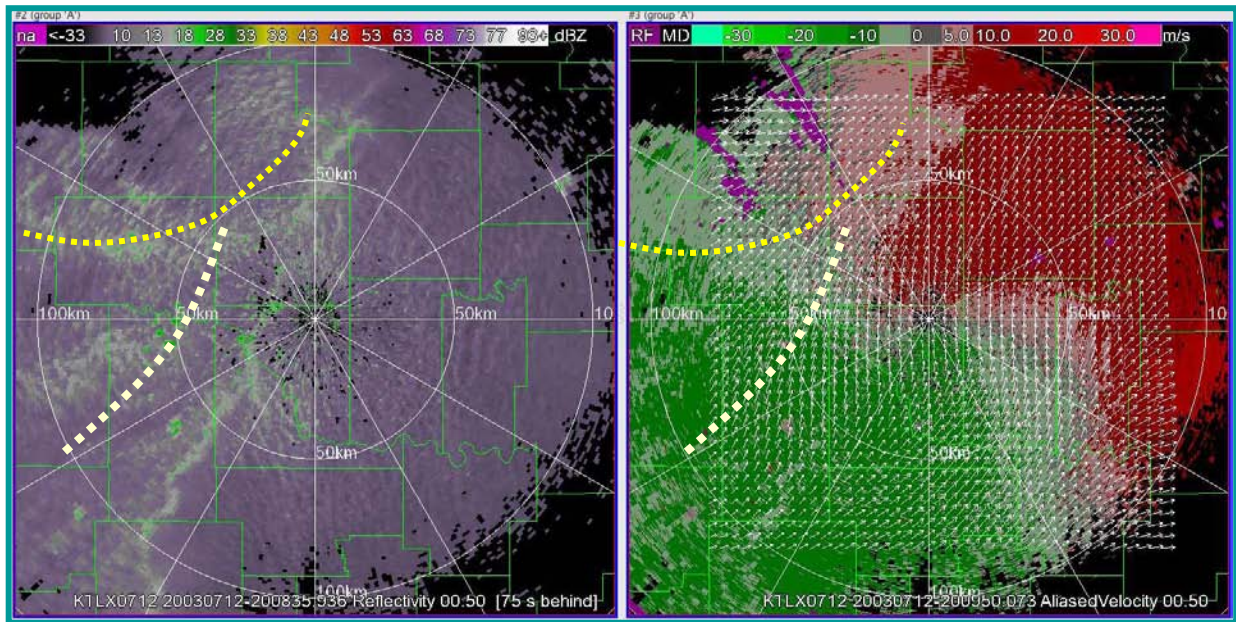 #2 (group 'A')
na <-33 10 13 18 28 33 38 43 48 53 63 68 73 77 93+ dBZ
50km
100km 50km 50km 10
50km
100km
KTLX0712 20030712-200835.936 Reflectivity 00.50 [75 s behind]
#3 (group 'A')
RF MD -30 -20 -10 0 5.0 10.0 20.0 30.0 m/s
50km
100km 50km 50km 10
50km
100km
KTLX0712 20030712-200950.073 AliasedVelocity 00.50